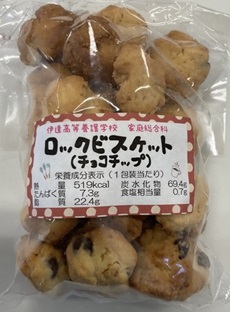 伊達高等養護学校 家庭総合科
ロックビスケット
(チョコチップ)
栄養成分表示(1包装当たり)
熱 量 519kcal 炭水化物 69.4g
たんぱく質 7.3g 食塩相当量 0.7g
脂 質 22.4g